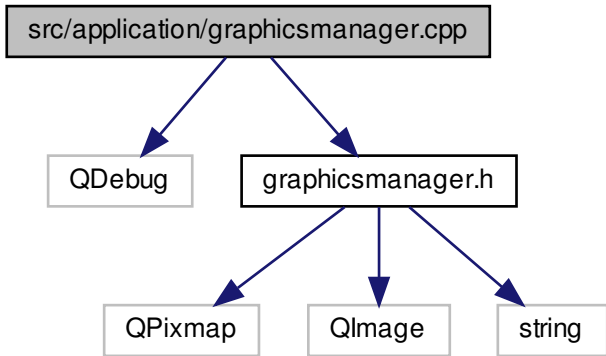 src/application/graphicsmanager.cpp
QDebug
graphicsmanager.h
QPixmap
QImage
string